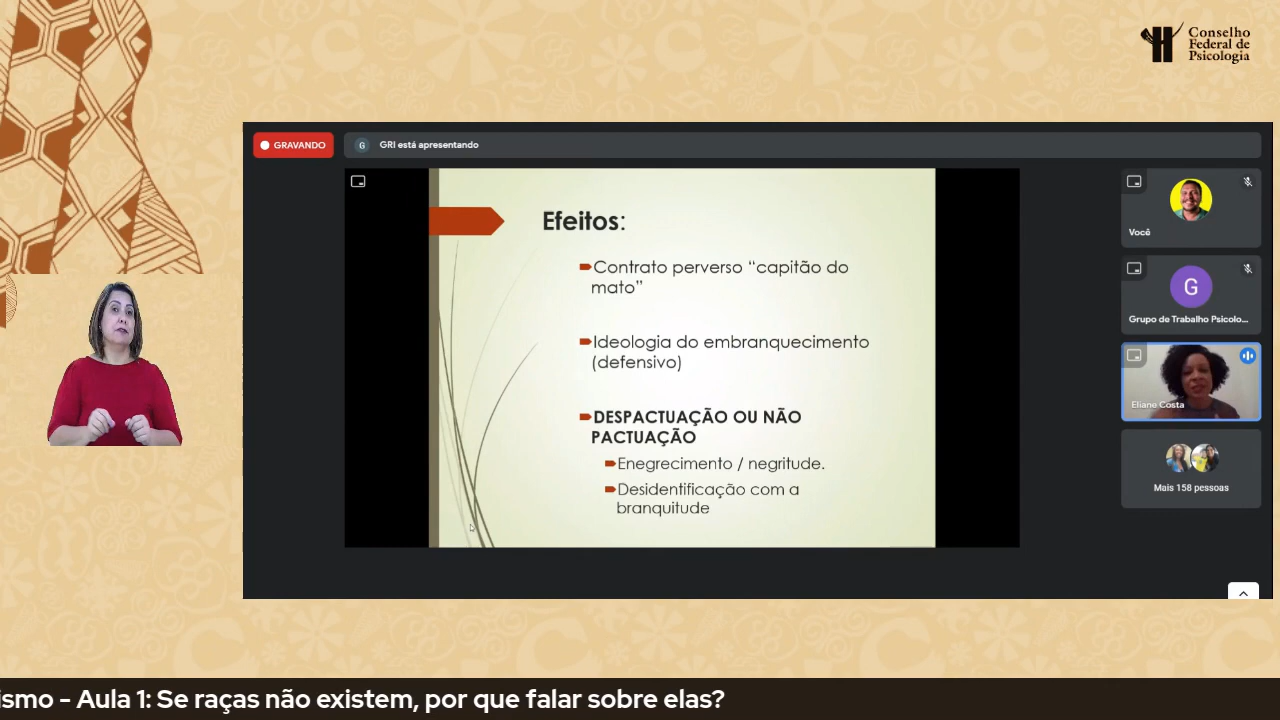 Conselho
Federal de
Psicologia
GRAVANDO
G
GRI está apresentando
Efeitos:
Contrato perverso “capitão do
mato”
Ideologia do embranquecimento
(defensivo)
DESPACTUAÇÃO OU NÃO
PACTUAÇÃO
Enegrecimento / negritude.
Desidentificação com a
branquitude
Você
G
Grupo de Trabalho Psicolo...
Eliane Costa
Mais 158 pessoas
ismo - Aula 1: Se raças não existem, por que falar sobre elas?